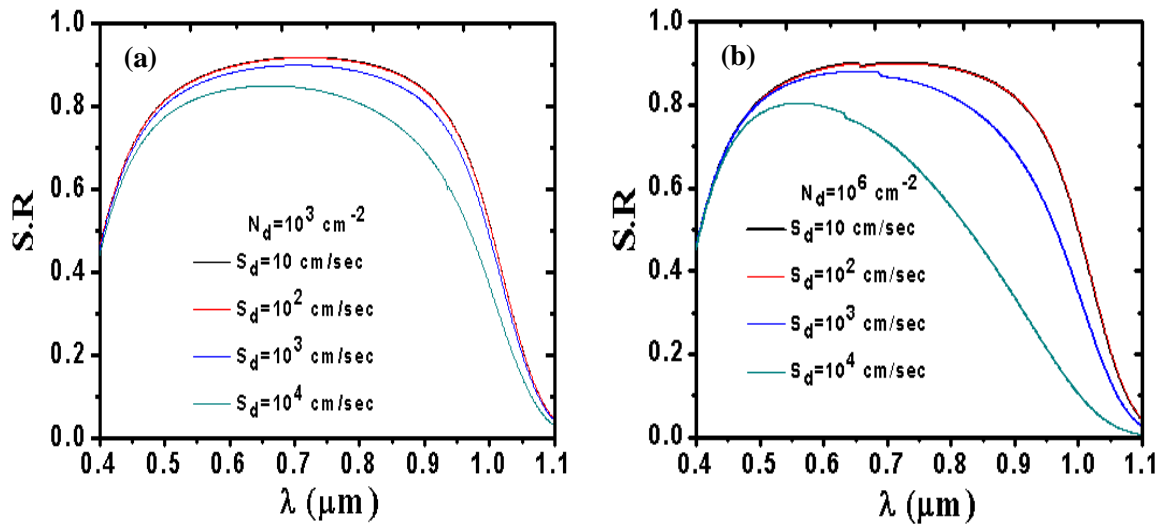 (a)
S.R
1.0
0.8
0.6
0.4
0.2
0.0
N_d=10^3 cm^-2
S_d=10 cm/sec
S_d=10^2 cm/sec
S_d=10^3 cm/sec
S_d=10^4 cm/sec
0.4 0.5 0.6 0.7 0.8 0.9 1.0 1.1
λ (μm)
(b)
S.R
1.0
0.8
0.6
0.4
0.2
0.0
N_d=10^6 cm^-2
S_d=10 cm/sec
S_d=10^2 cm/sec
S_d=10^3 cm/sec
S_d=10^4 cm/sec
0.4 0.5 0.6 0.7 0.8 0.9 1.0 1.1
λ (μm)